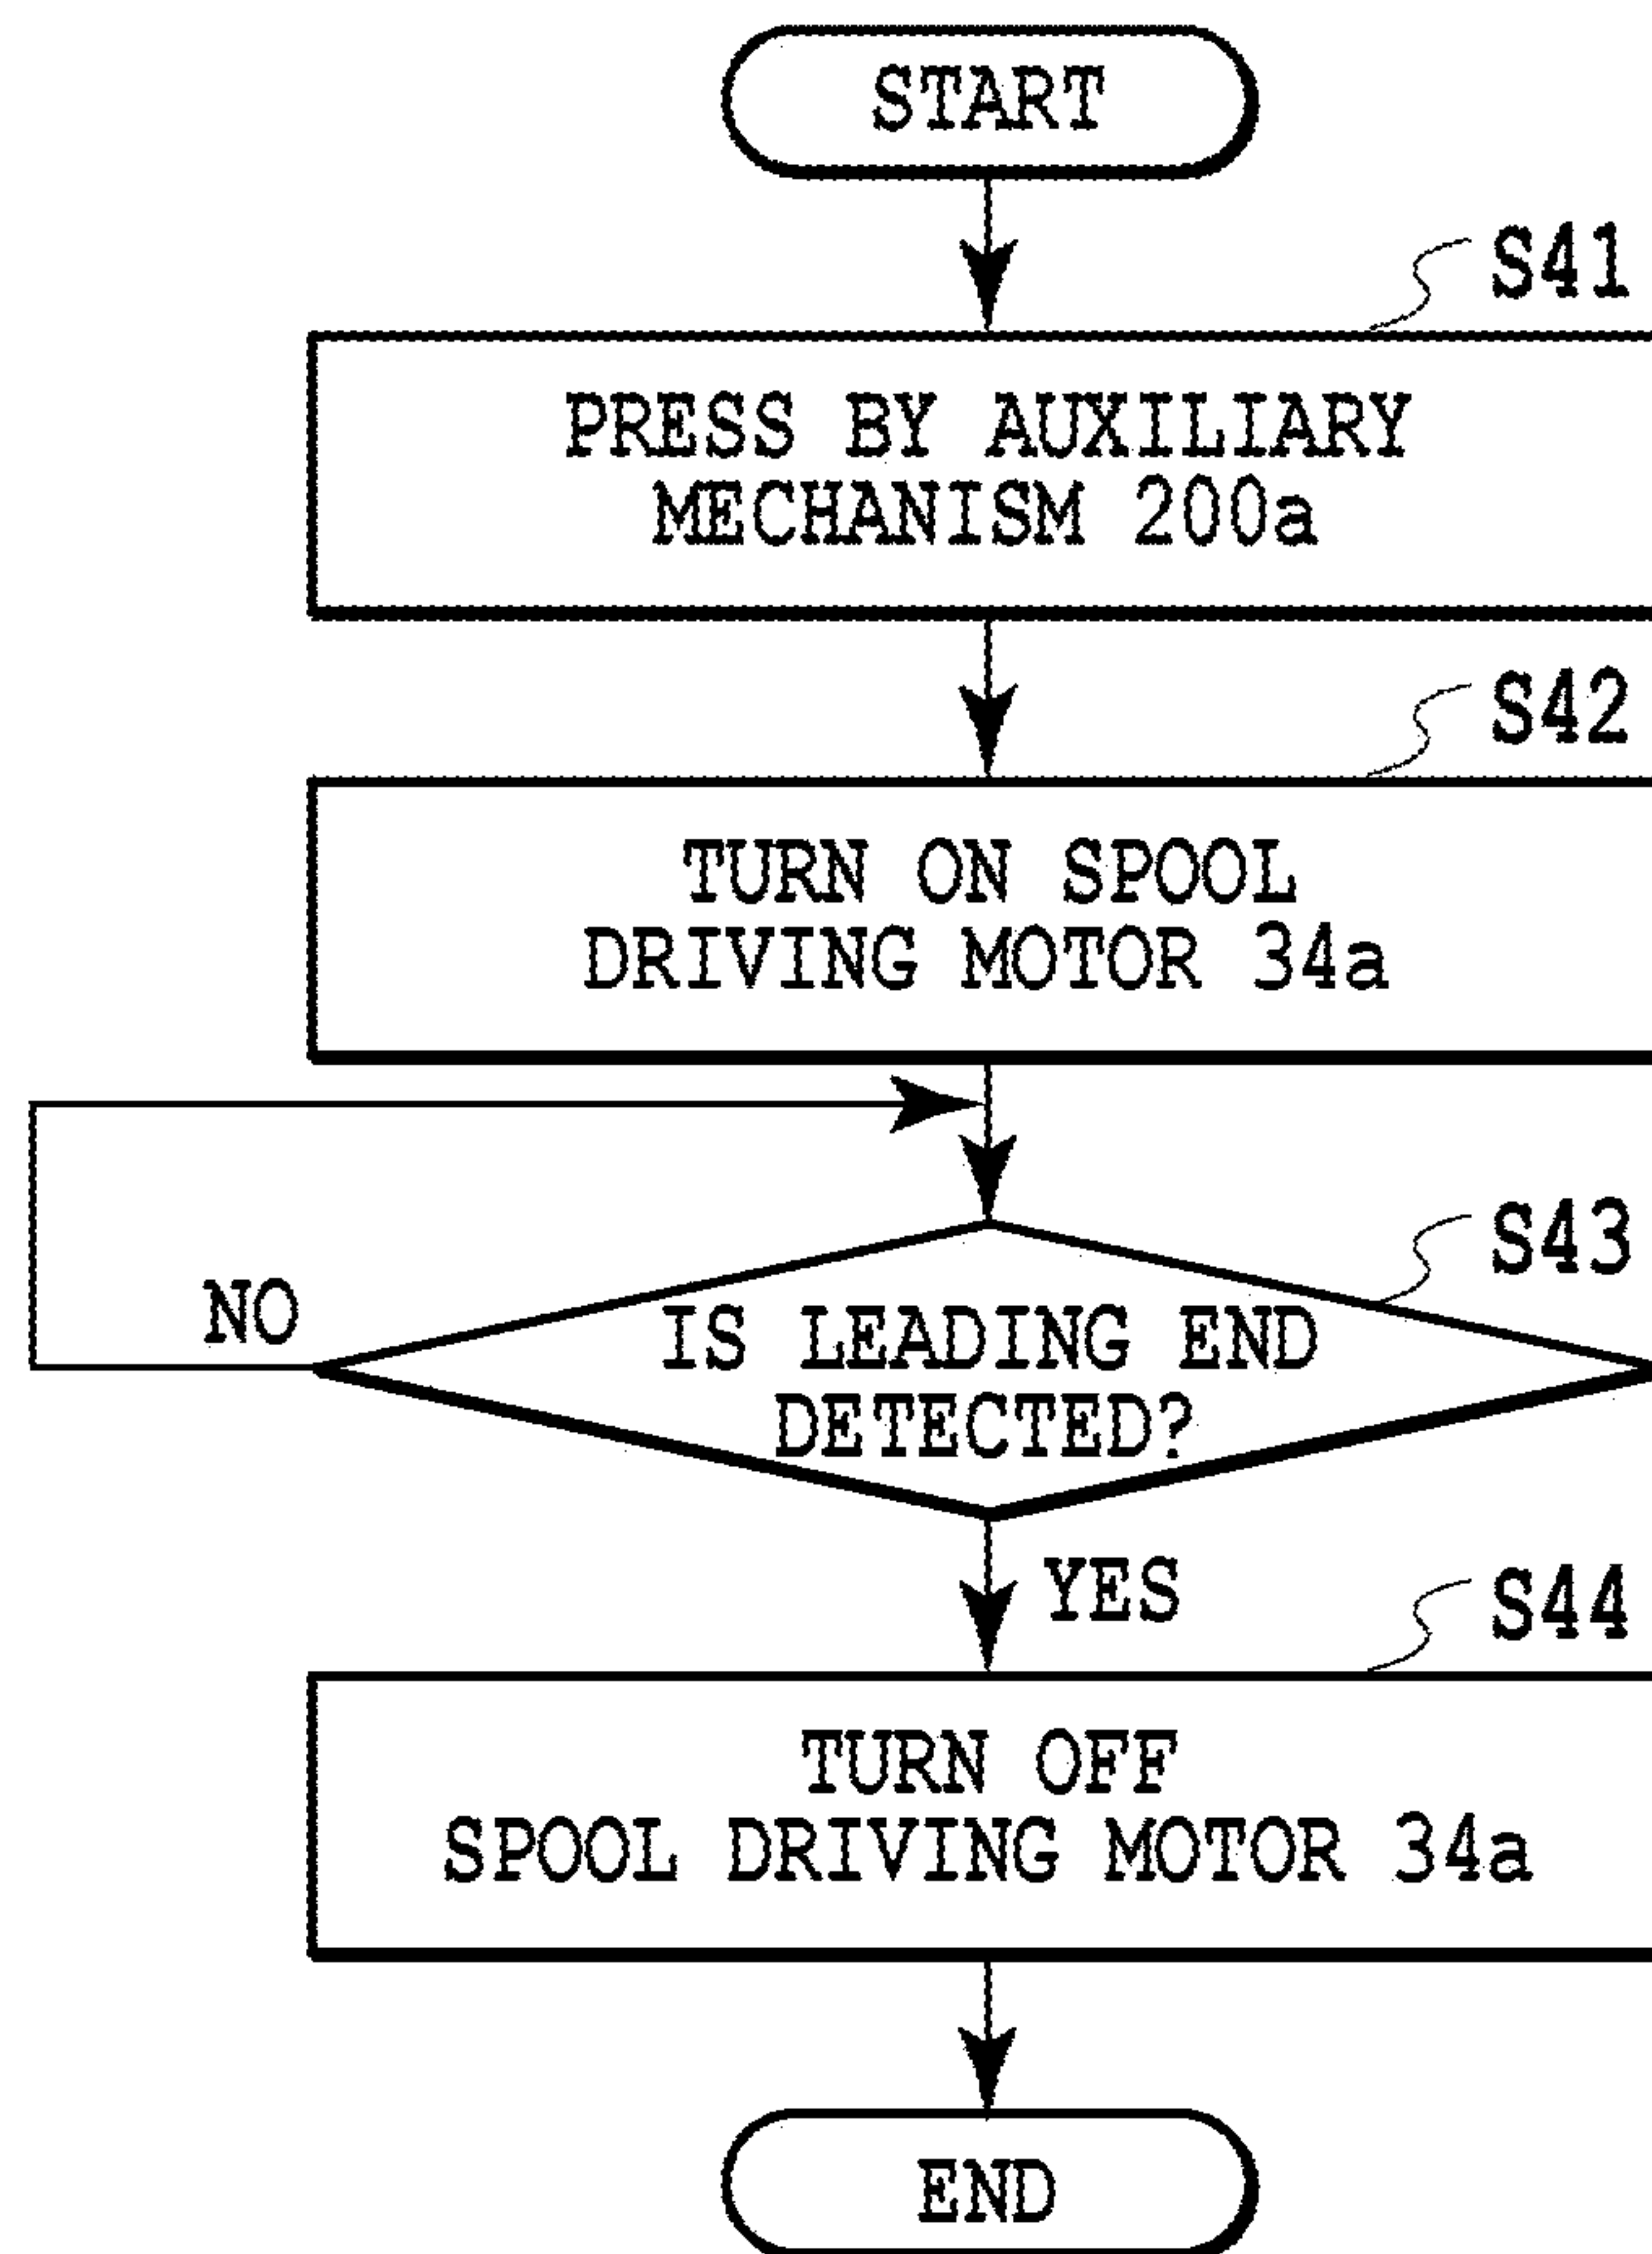 START
S41
PRESS BY AUXILIARY
MECHANISM 200a
S42
TURN ON SPOOL
DRIVING MOTOR 34a
S43
NO
IS LEADING END
DETECTED?
YES
S44
TURN OFF
SPOOL DRIVING MOTOR 34a
END